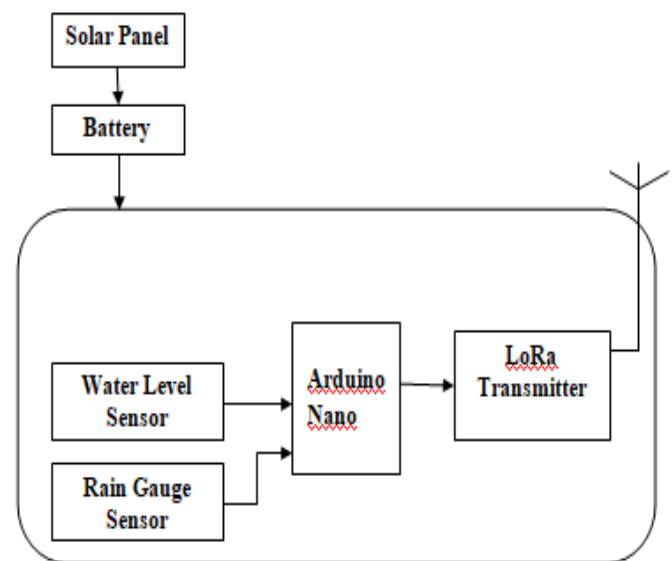 Solar Panel
Battery
Water Level
Sensor
Rain Gauge
Sensor
Arduino
Nano
LoRa
Transmitter